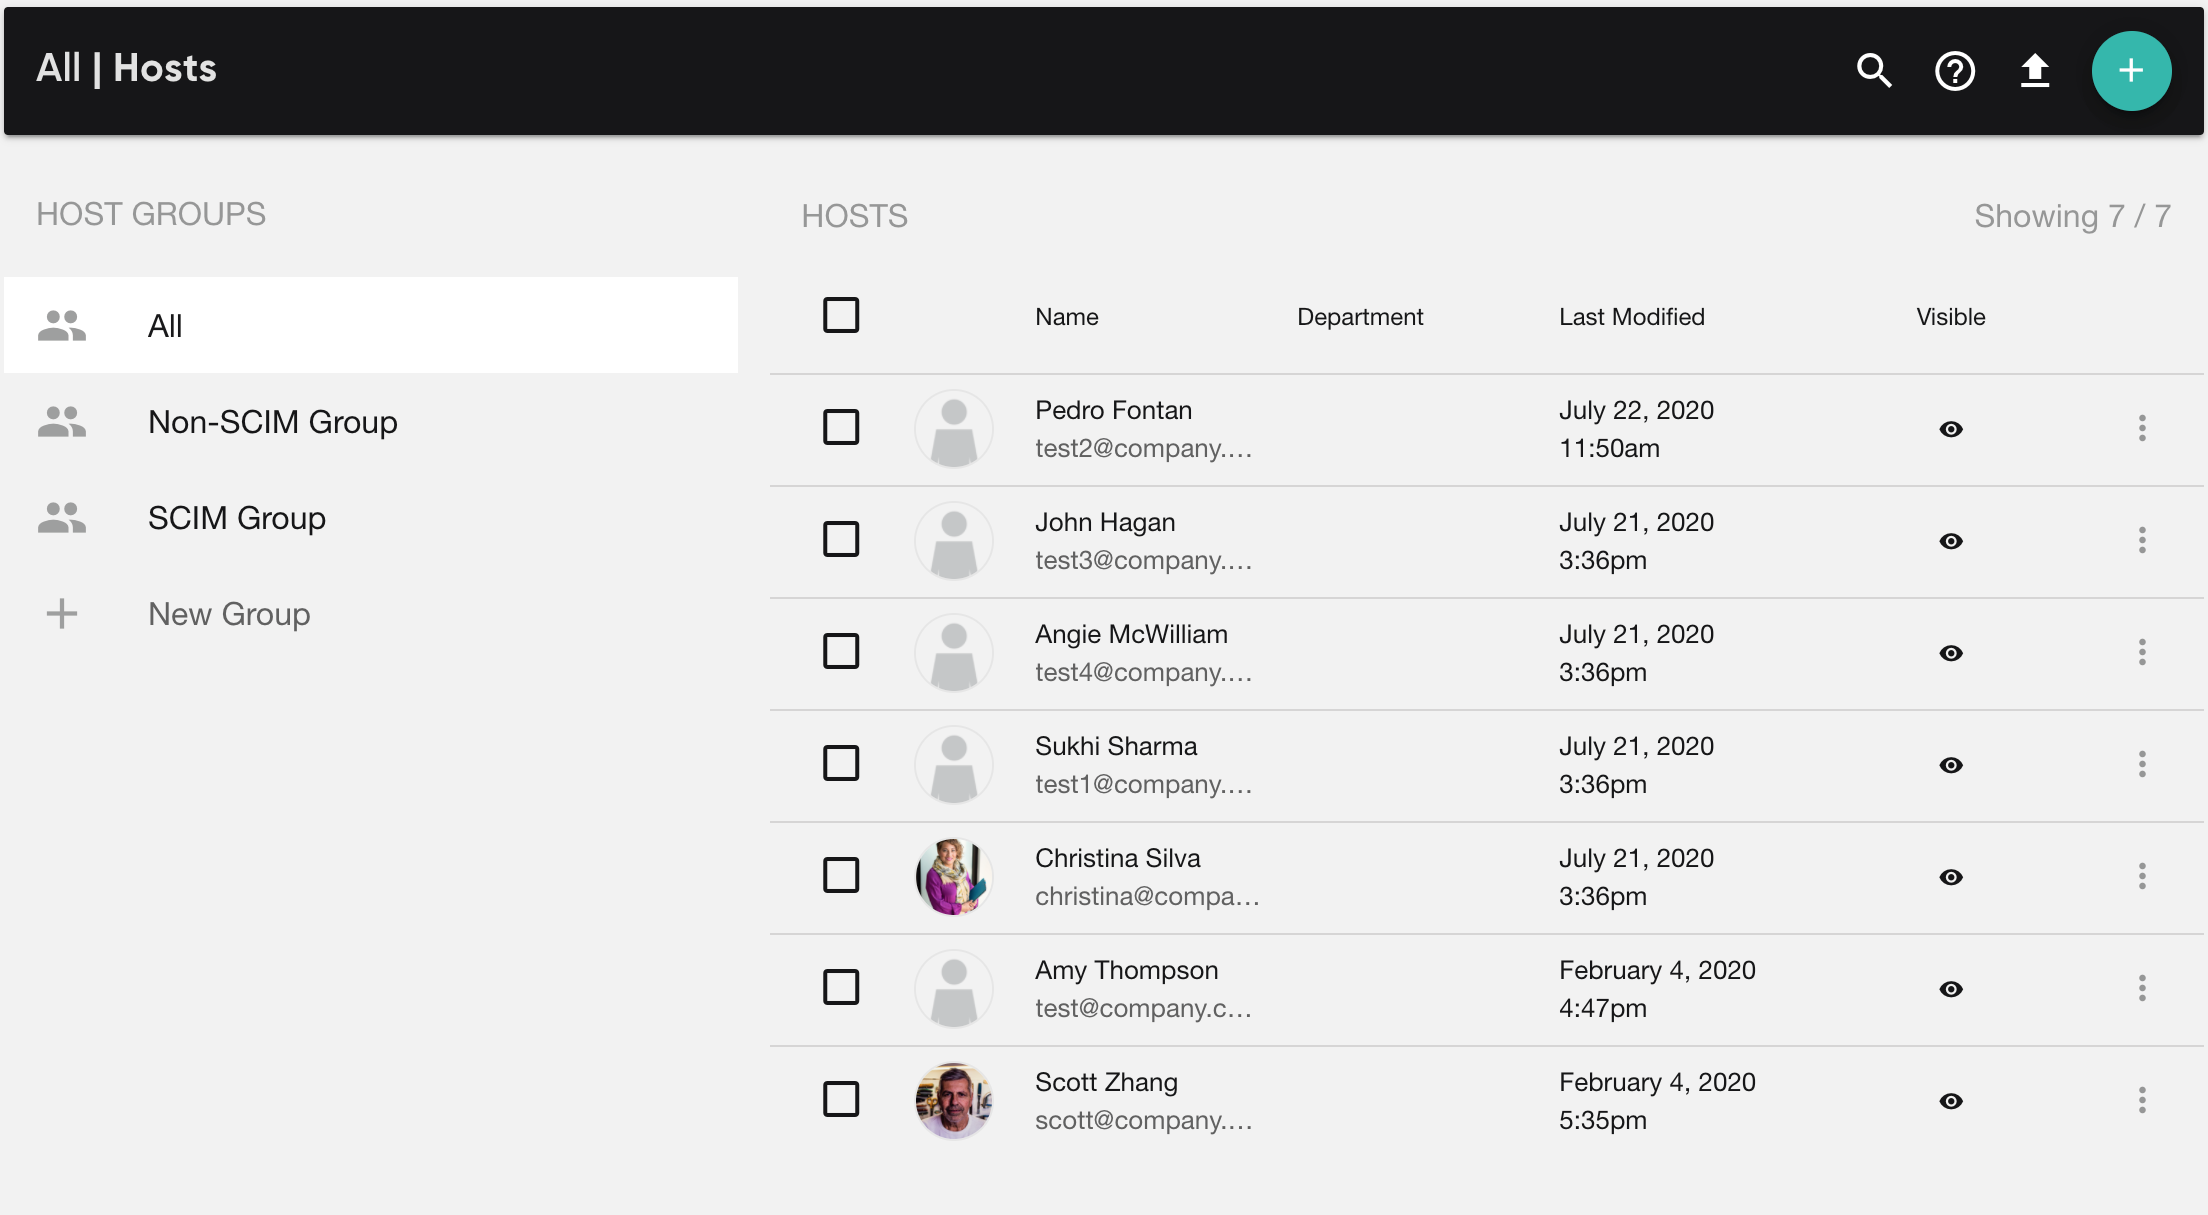 All | Hosts
HOST GROUPS
All
Non-SCIM Group
SCIM Group
New Group
HOSTS
Showing 7 / 7
Name Department Last Modified Visible
Pedro Fontan July 22, 2020
test2@company.... 11:50am
John Hagan July 21, 2020
test3@company.... 3:36pm
Angie McWilliam July 21, 2020
test4@company.... 3:36pm
Sukhi Sharma July 21, 2020
test1@company.... 3:36pm
Christina Silva July 21, 2020
christina@compa... 3:36pm
Amy Thompson February 4, 2020
test@company.c... 4:47pm
Scott Zhang February 4, 2020
scott@company.... 5:35pm